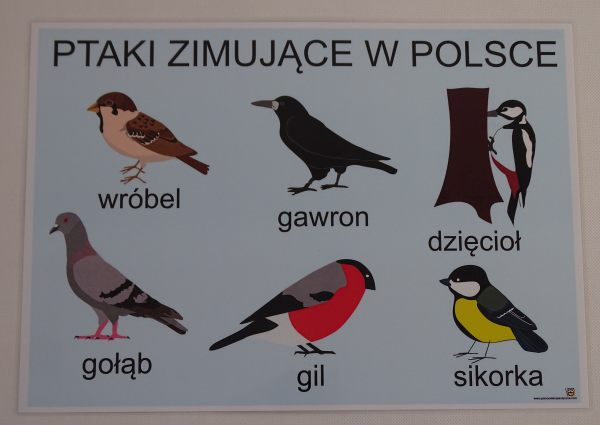 PTAKI ZIMUJĄCE W POLSCE
wróbel
gawron
dzięcioł
gołąb
gil
sikorka